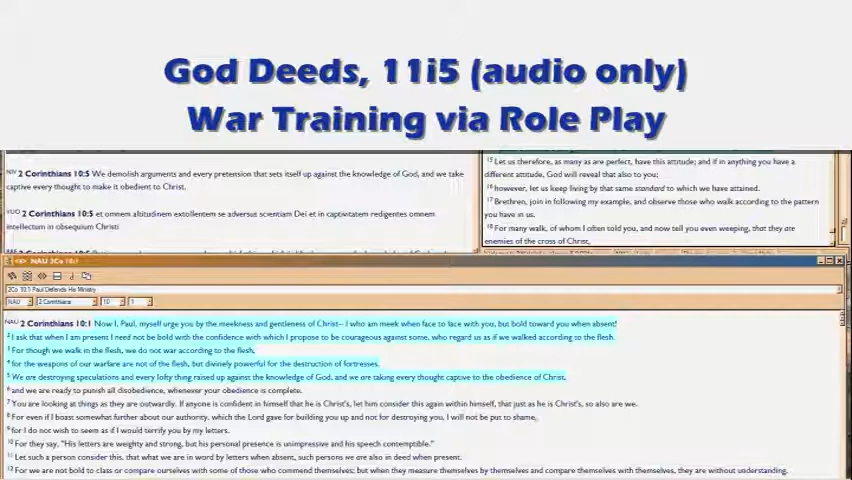 God Deeds, 11i5 (audio only)
War Training via Role Play
NIV 2 Corinthians 10:5 We demolish arguments and every pretension that sets itself up against the knowledge of God, and we take
captive every thought to make it obedient to Christ.
VUO 2 Corinthians 10:5 et omnem altitudinem extollentem se adversus scientiam Dei et in captivitatem redigentes omnem
intellectum in obsequium Christi
15 Let us therefore, as many as are perfect, have this attitude; and if in anything you have a
different attitude, God will reveal that also to you;
16 however, let us keep living by that same standard to which we have attained.
17 Brethren, join in following my example, and observe those who walk according to the pattern
you have in us.
18 For many walk, of whom I often told you, and now tell you even weeping, that they are
enemies of the cross of Christ,
NAU 2Co 10:1
2Co 10:1 Paul Defends His Ministry
NAU 2 Corinthians 10 1
NAU 2 Corinthians 10:1 Now I, Paul, myself urge you by the meekness and gentleness of Christ-- I who am meek when face to face with you, but bold toward you when absent!
2 I ask that when I am present I need not be bold with the confidence with which I propose to be courageous against some, who regard us as if we walked according to the flesh.
3 For though we walk in the flesh, we do not war according to the flesh,
4 for the weapons of our warfare are not of the flesh, but divinely powerful for the destruction of fortresses.
5 We are destroying speculations and every lofty thing raised up against the knowledge of God, and we are taking every thought captive to the obedience of Christ,
6 and we are ready to punish all disobedience, whenever your obedience is complete.
7 You are looking at things as they are outwardly. If anyone is confident in himself that he is Christ's, let him consider this again within himself, that just as he is Christ's, so also are we.
8 For even if I boast somewhat further about our authority, which the Lord gave for building you up and not for destroying you, I will not be put to shame,
9 for I do not wish to seem as if I would terrify you by my letters.
10 For they say, "His letters are weighty and strong, but his personal presence is unimpressive and his speech contemptible."
11 Let such a person consider this, that what we are in word by letters when absent, such persons we are also in deed when present.
12 For we are not bold to class or compare ourselves with some of those who commend themselves; but when they measure themselves by themselves and compare themselves with themselves, they are without understanding.